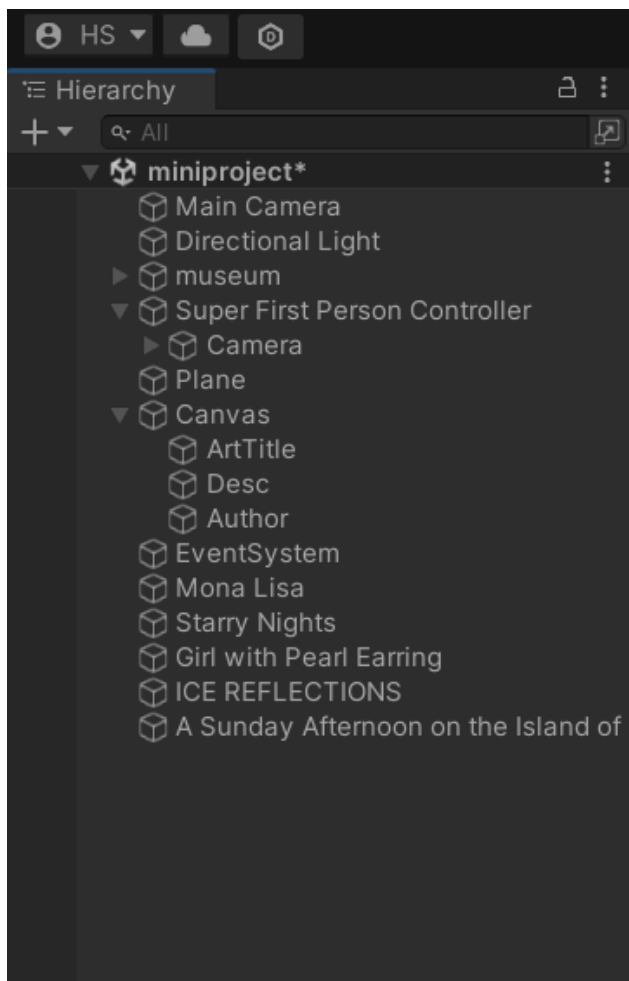 HS
Hierarchy
All
miniproject*
Main Camera
Directional Light
museum
Super First Person Controller
Camera
Plane
Canvas
ArtTitle
Desc
Author
EventSystem
Mona Lisa
Starry Nights
Girl with Pearl Earring
ICE REFLECTIONS
A Sunday Afternoon on the Island of